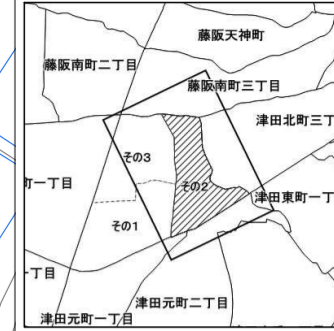 藤阪天神町
藤阪南町二丁目
藤阪南町三丁目
津田北町三丁
その3
町一丁目
その2
津田東町一丁
その1
一丁目
津田元町二丁目
津田元町一丁目